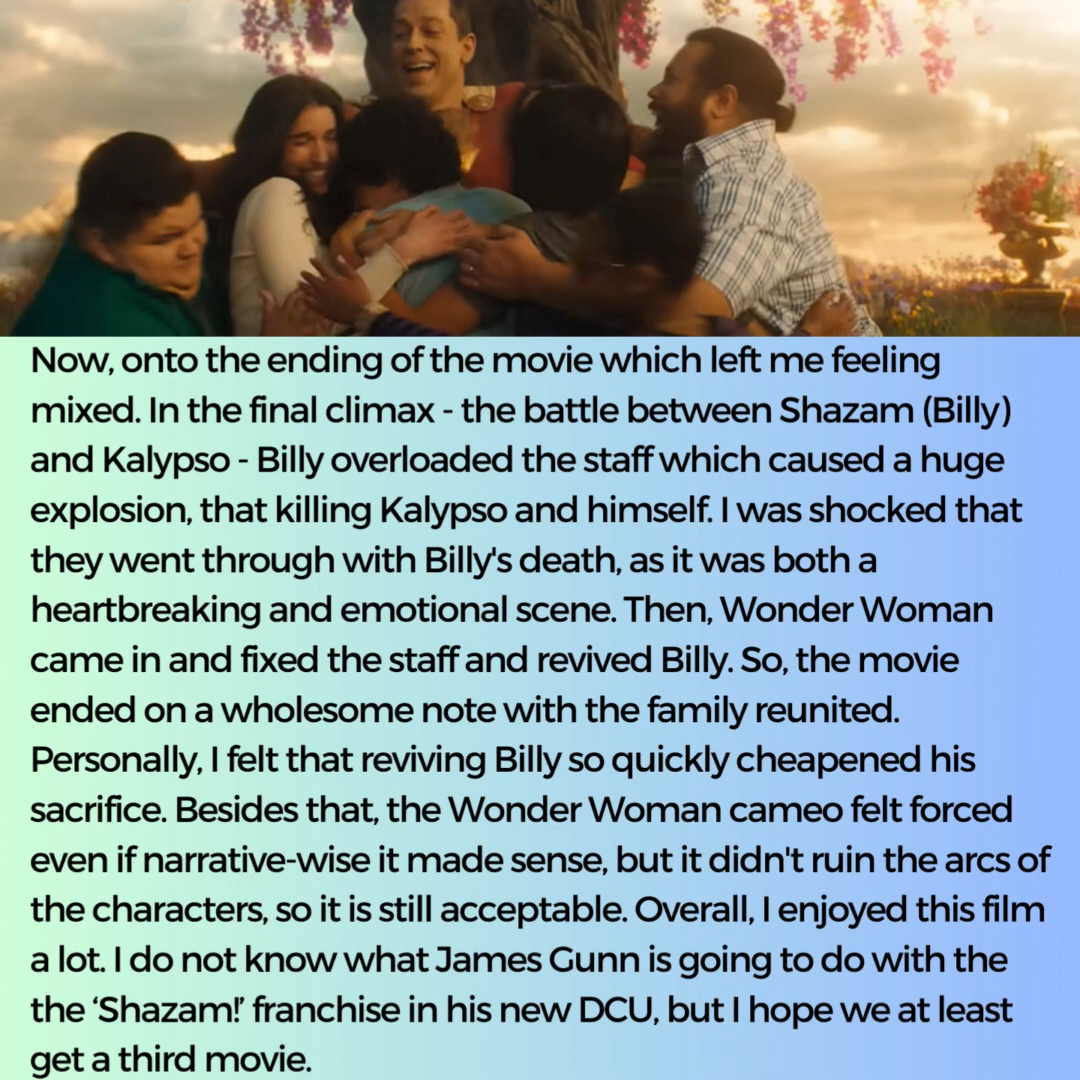 Now, onto the ending of the movie which left me feeling
mixed. In the final climax - the battle between Shazam (Billy)
and Kalypso - Billy overloaded the staff which caused a huge
explosion, that killing Kalypso and himself. I was shocked that
they went through with Billy's death, as it was both a
heartbreaking and emotional scene. Then, Wonder Woman
came in and fixed the staff and revived Billy. So, the movie
ended on a wholesome note with the family reunited.
Personally, I felt that reviving Billy so quickly cheapened his
sacrifice. Besides that, the Wonder Woman cameo felt forced
even if narrative-wise it made sense, but it didn't ruin the arcs of
the characters, so it is still acceptable. Overall, I enjoyed this film
a lot. I do not know what James Gunn is going to do with the
the ‘Shazam!’ franchise in his new DCU, but I hope we at least
get a third movie.